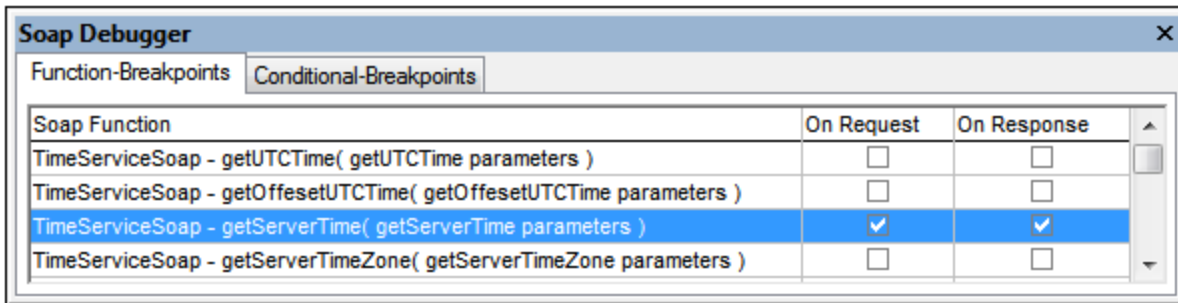 Soap Debugger
Function-Breakpoints Conditional-Breakpoints
Soap Function On Request On Response
TimeServiceSoap - getUTCTime( getUTCTime parameters )
TimeServiceSoap - getOffesetUTCTime( getOffesetUTCTime parameters )
TimeServiceSoap - getServerTime( getServerTime parameters )
TimeServiceSoap - getServerTimeZone( getServerTimeZone parameters )